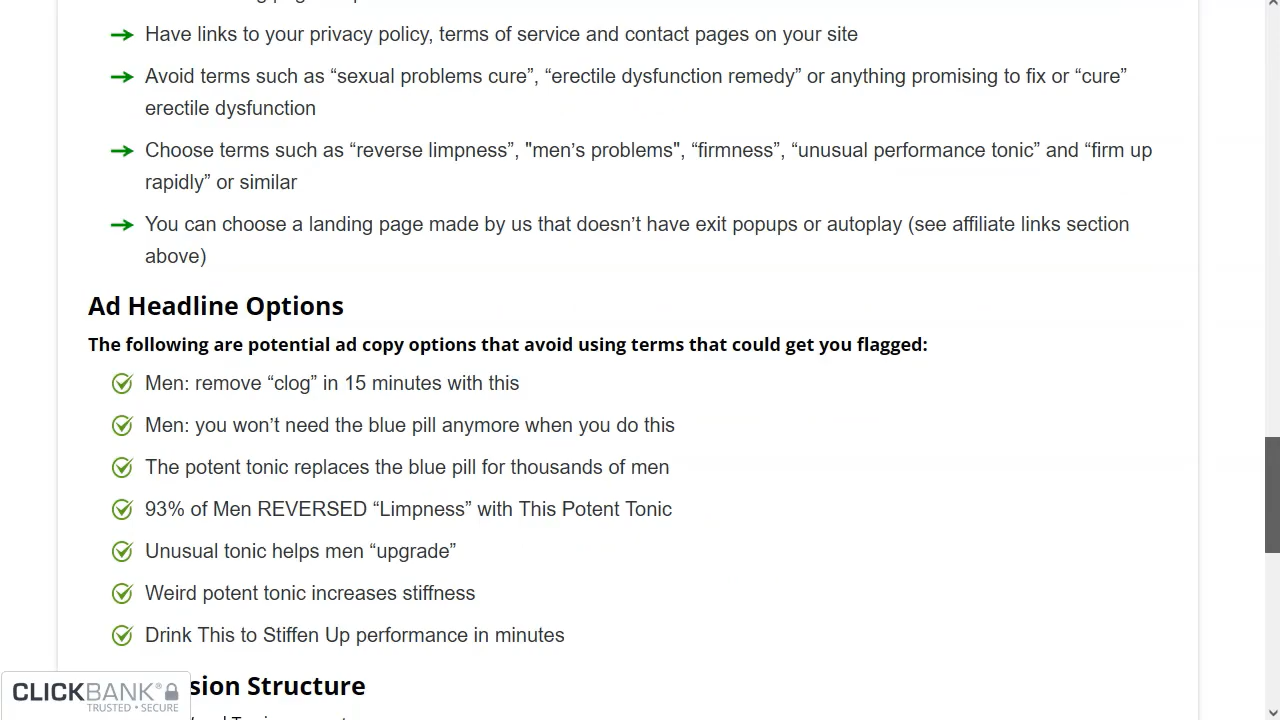 Have links to your privacy policy, terms of service and contact pages on your site
Avoid terms such as “sexual problems cure”, “erectile dysfunction remedy” or anything promising to fix or “cure”
erectile dysfunction
Choose terms such as “reverse limpness”, "men’s problems", “firmness”, “unusual performance tonic” and “firm up
rapidly” or similar
You can choose a landing page made by us that doesn’t have exit popups or autoplay (see affiliate links section
above)
Ad Headline Options
The following are potential ad copy options that avoid using terms that could get you flagged:
Men: remove “clog” in 15 minutes with this
Men: you won’t need the blue pill anymore when you do this
The potent tonic replaces the blue pill for thousands of men
93% of Men REVERSED “Limpness” with This Potent Tonic
Unusual tonic helps men “upgrade”
Weird potent tonic increases stiffness
Drink This to Stiffen Up performance in minutes
sion Structure
CLICKBANK®
TRUSTED • SECURE